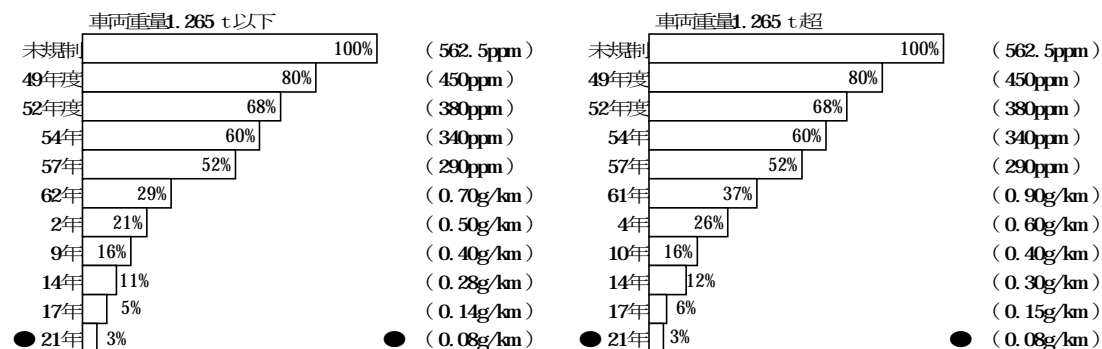 車両重量1.265ｔ以下
未規制 100% (562.5ppm)
49年度 80% (450ppm)
52年度 68% (380ppm)
54年 60% (340ppm)
57年 52% (290ppm)
62年 29% (0.70g/km)
2年 21% (0.50g/km)
9年 16% (0.40g/km)
14年 11% (0.28g/km)
17年 5% (0.14g/km)
●21年 3% ● (0.08g/km)
車両重量1.265ｔ超
未規制 100% (562.5ppm)
49年度 80% (450ppm)
52年度 68% (380ppm)
54年 60% (340ppm)
57年 52% (290ppm)
61年 37% (0.90g/km)
4年 26% (0.60g/km)
10年 16% (0.40g/km)
14年 12% (0.30g/km)
17年 6% (0.15g/km)
●21年 3% ● (0.08g/km)